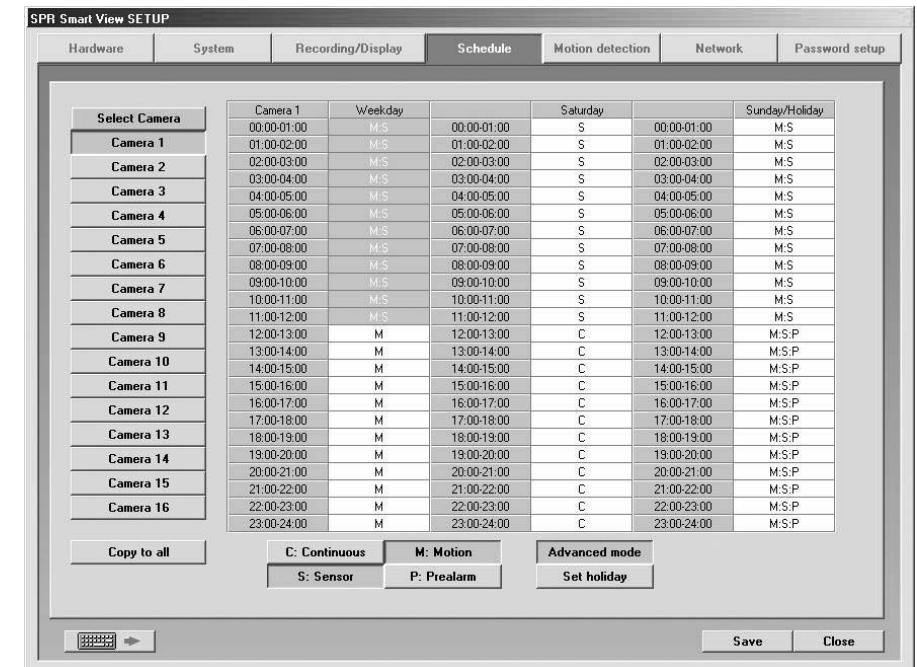 SPR Smart View SETUP
Hardware System Recording/Display Schedule Motion detection Network Password setup
Select Camera
Camera 1
Camera 2
Camera 3
Camera 4
Camera 5
Camera 6
Camera 7
Camera 8
Camera 9
Camera 10
Camera 11
Camera 12
Camera 13
Camera 14
Camera 15
Camera 16
Copy to all
Camera 1 Weekday Saturday Sunday/Holiday
00:00-01:00 M:S 00:00-01:00 S 00:00-01:00 M:S
01:00-02:00 M:S 01:00-02:00 S 01:00-02:00 M:S
02:00-03:00 M:S 02:00-03:00 S 02:00-03:00 M:S
03:00-04:00 M:S 03:00-04:00 S 03:00-04:00 M:S
04:00-05:00 M:S 04:00-05:00 S 04:00-05:00 M:S
05:00-06:00 M:S 05:00-06:00 S 05:00-06:00 M:S
06:00-07:00 M:S 06:00-07:00 S 06:00-07:00 M:S
07:00-08:00 M:S 07:00-08:00 S 07:00-08:00 M:S
08:00-09:00 M:S 08:00-09:00 S 08:00-09:00 M:S
09:00-10:00 M:S 09:00-10:00 S 09:00-10:00 M:S
10:00-11:00 M:S 10:00-11:00 S 10:00-11:00 M:S
11:00-12:00 M:S 11:00-12:00 S 11:00-12:00 M:S
12:00-13:00 M 12:00-13:00 C 12:00-13:00 M:S:P
13:00-14:00 M 13:00-14:00 C 13:00-14:00 M:S:P
14:00-15:00 M 14:00-15:00 C 14:00-15:00 M:S:P
15:00-16:00 M 15:00-16:00 C 15:00-16:00 M:S:P
16:00-17:00 M 16:00-17:00 C 16:00-17:00 M:S:P
17:00-18:00 M 17:00-18:00 C 17:00-18:00 M:S:P
18:00-19:00 M 18:00-19:00 C 18:00-19:00 M:S:P
19:00-20:00 M 19:00-20:00 C 19:00-20:00 M:S:P
20:00-21:00 M 20:00-21:00 C 20:00-21:00 M:S:P
21:00-22:00 M 21:00-22:00 C 21:00-22:00 M:S:P
22:00-23:00 M 22:00-23:00 C 22:00-23:00 M:S:P
23:00-24:00 M 23:00-24:00 C 23:00-24:00 M:S:P
C: Continuous M: Motion Advanced mode
S: Sensor P: Prealarm Set holiday
Save Close